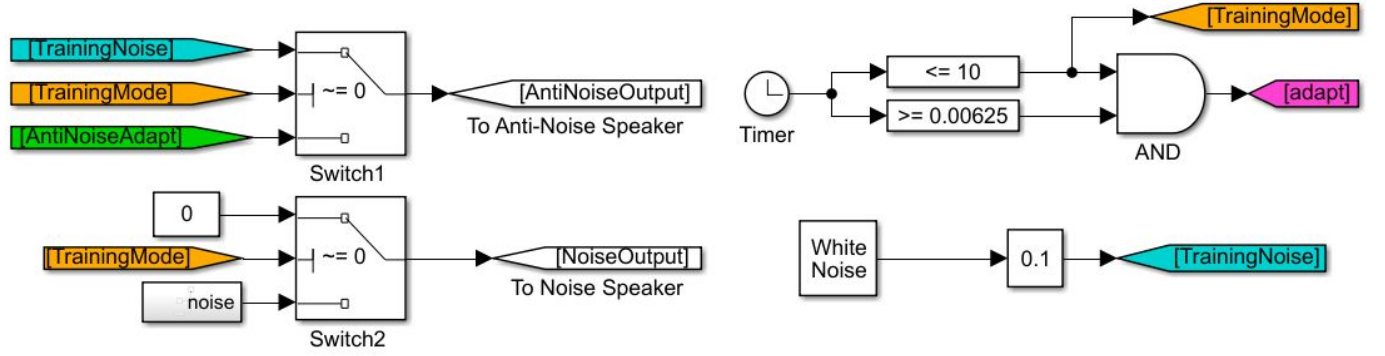 [TrainingNoise]
[TrainingMode]
[AntiNoiseAdapt]
~= 0
Switch1
[AntiNoiseOutput]
To Anti-Noise Speaker
0
[TrainingMode]
noise
~= 0
Switch2
[NoiseOutput]
To Noise Speaker
Timer
<= 10
>= 0.00625
[TrainingMode]
AND
[adapt]
White
Noise
0.1
[TrainingNoise]